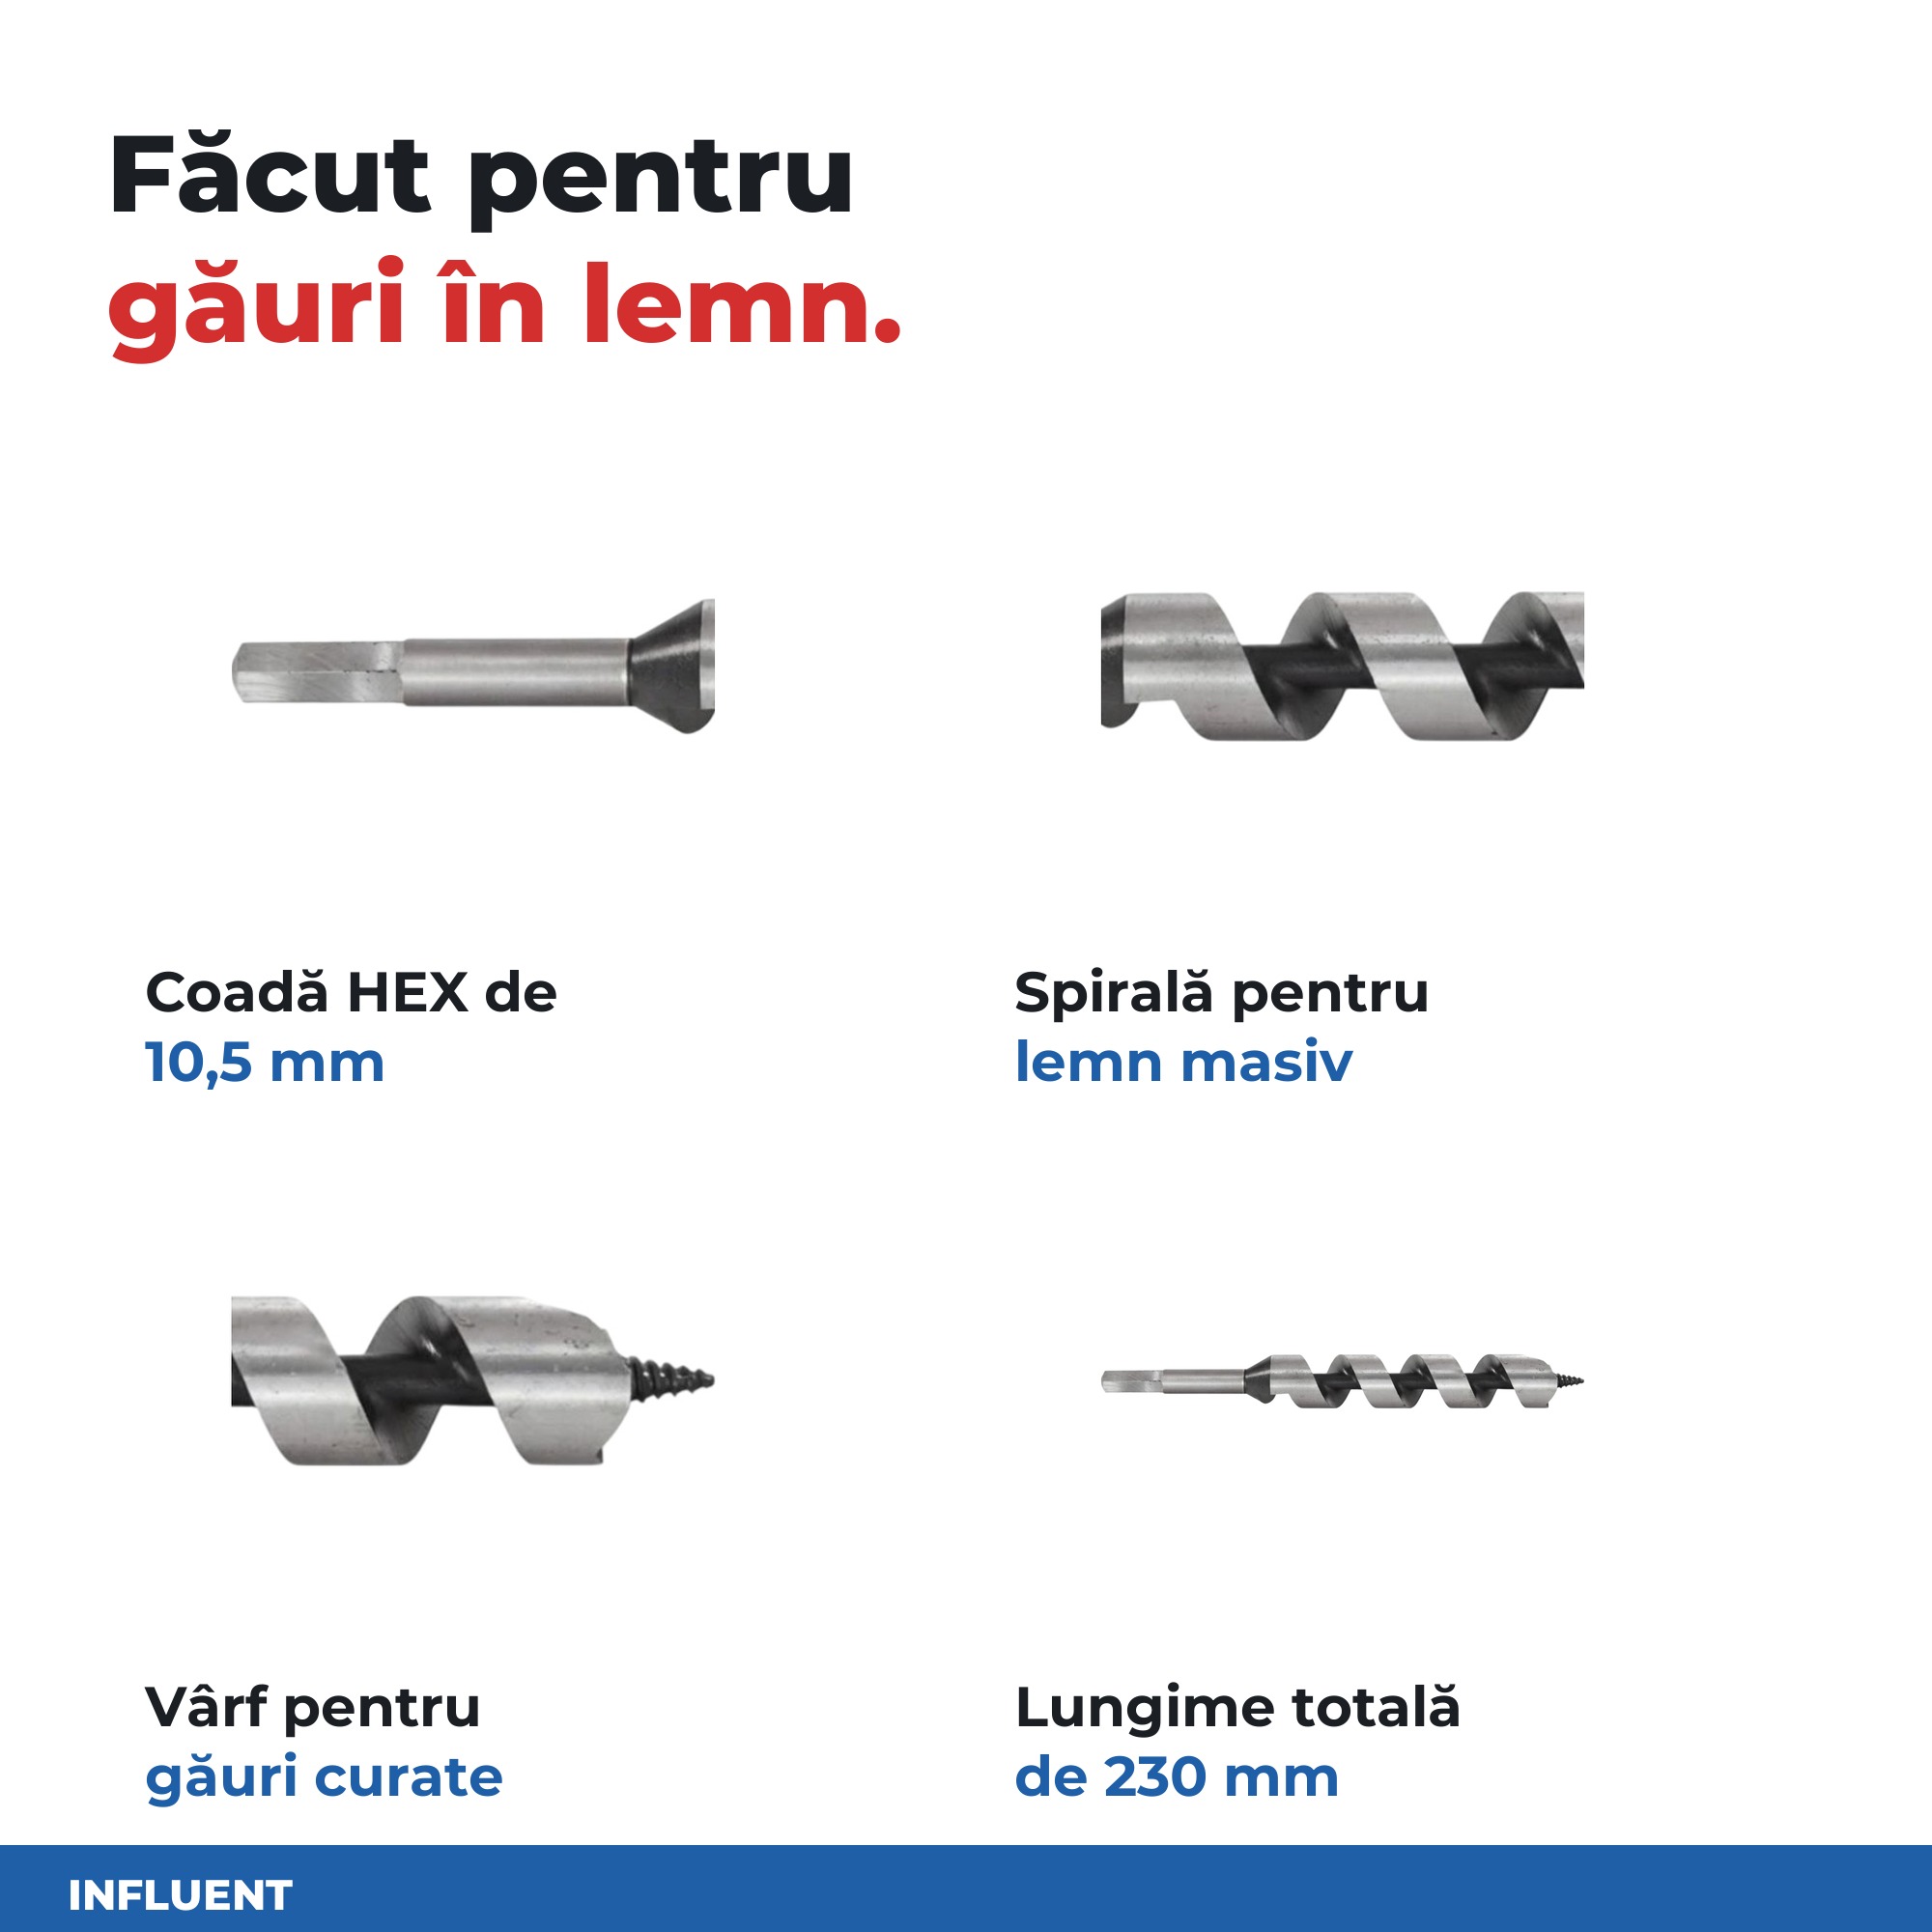 Făcut pentru
găuri în lemn.
Coadă HEX de
10,5 mm
Spirală pentru
lemn masiv
Vârf pentru
găuri curate
Lungime totală
de 230 mm
INFLUENT